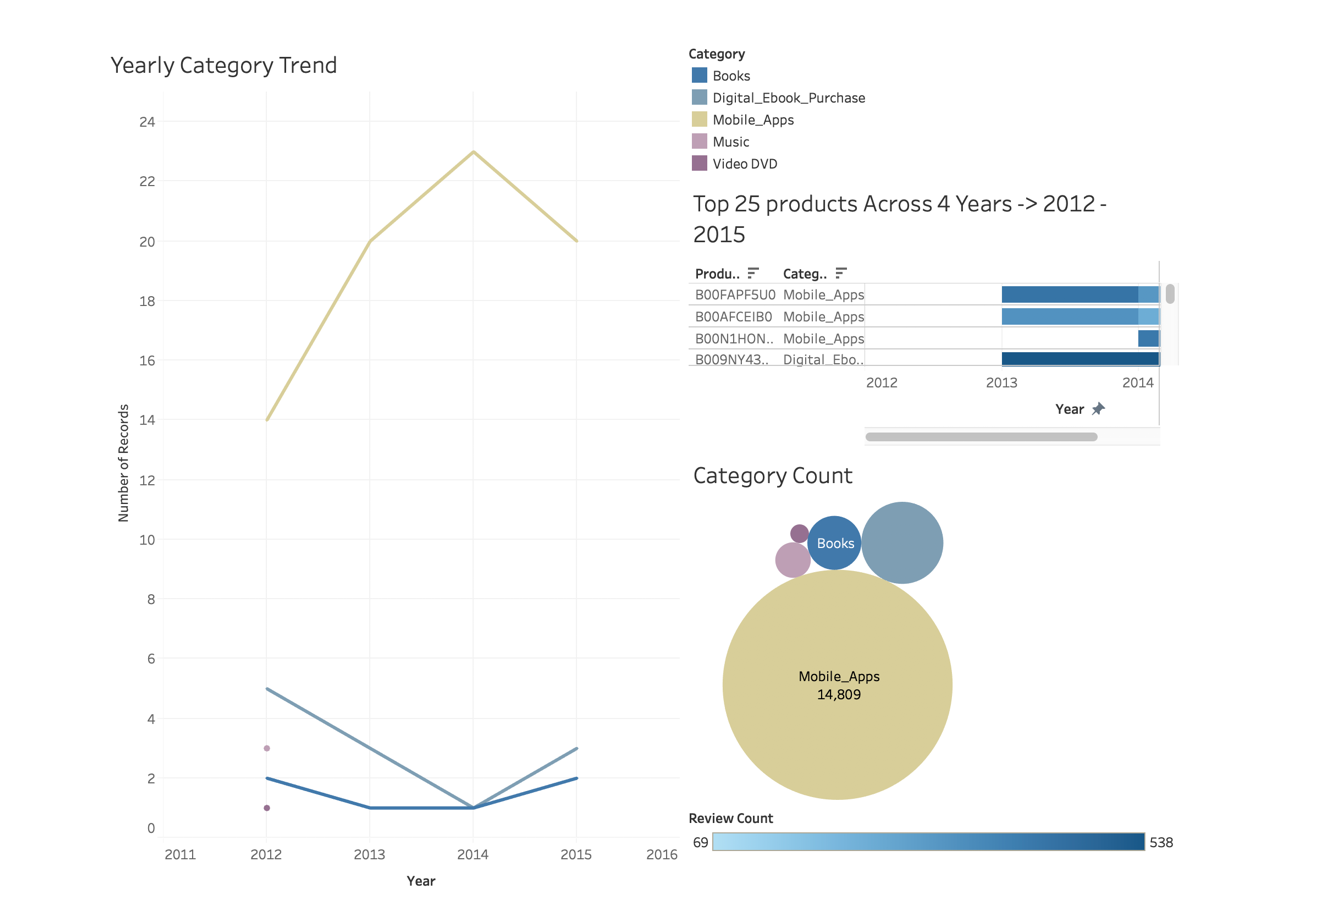 Yearly Category Trend
24
22
20
18
16
14
12
10
8
6
4
2
0
Number of Records
2011 2012 2013 2014 2015 2016
Year
Category
Books
Digital_Ebook_Purchase
Mobile_Apps
Music
Video DVD
Top 25 products Across 4 Years -> 2012 -
2015
Produ.. Categ..
B00FAPF5U0 Mobile_Apps
B00AFCEIB0 Mobile_Apps
B00N1HON.. Mobile_Apps
B009NY43.. Digital_Ebo..
2012 2013 2014
Year
Category Count
Books
Mobile_Apps
14,809
Review Count
69 538